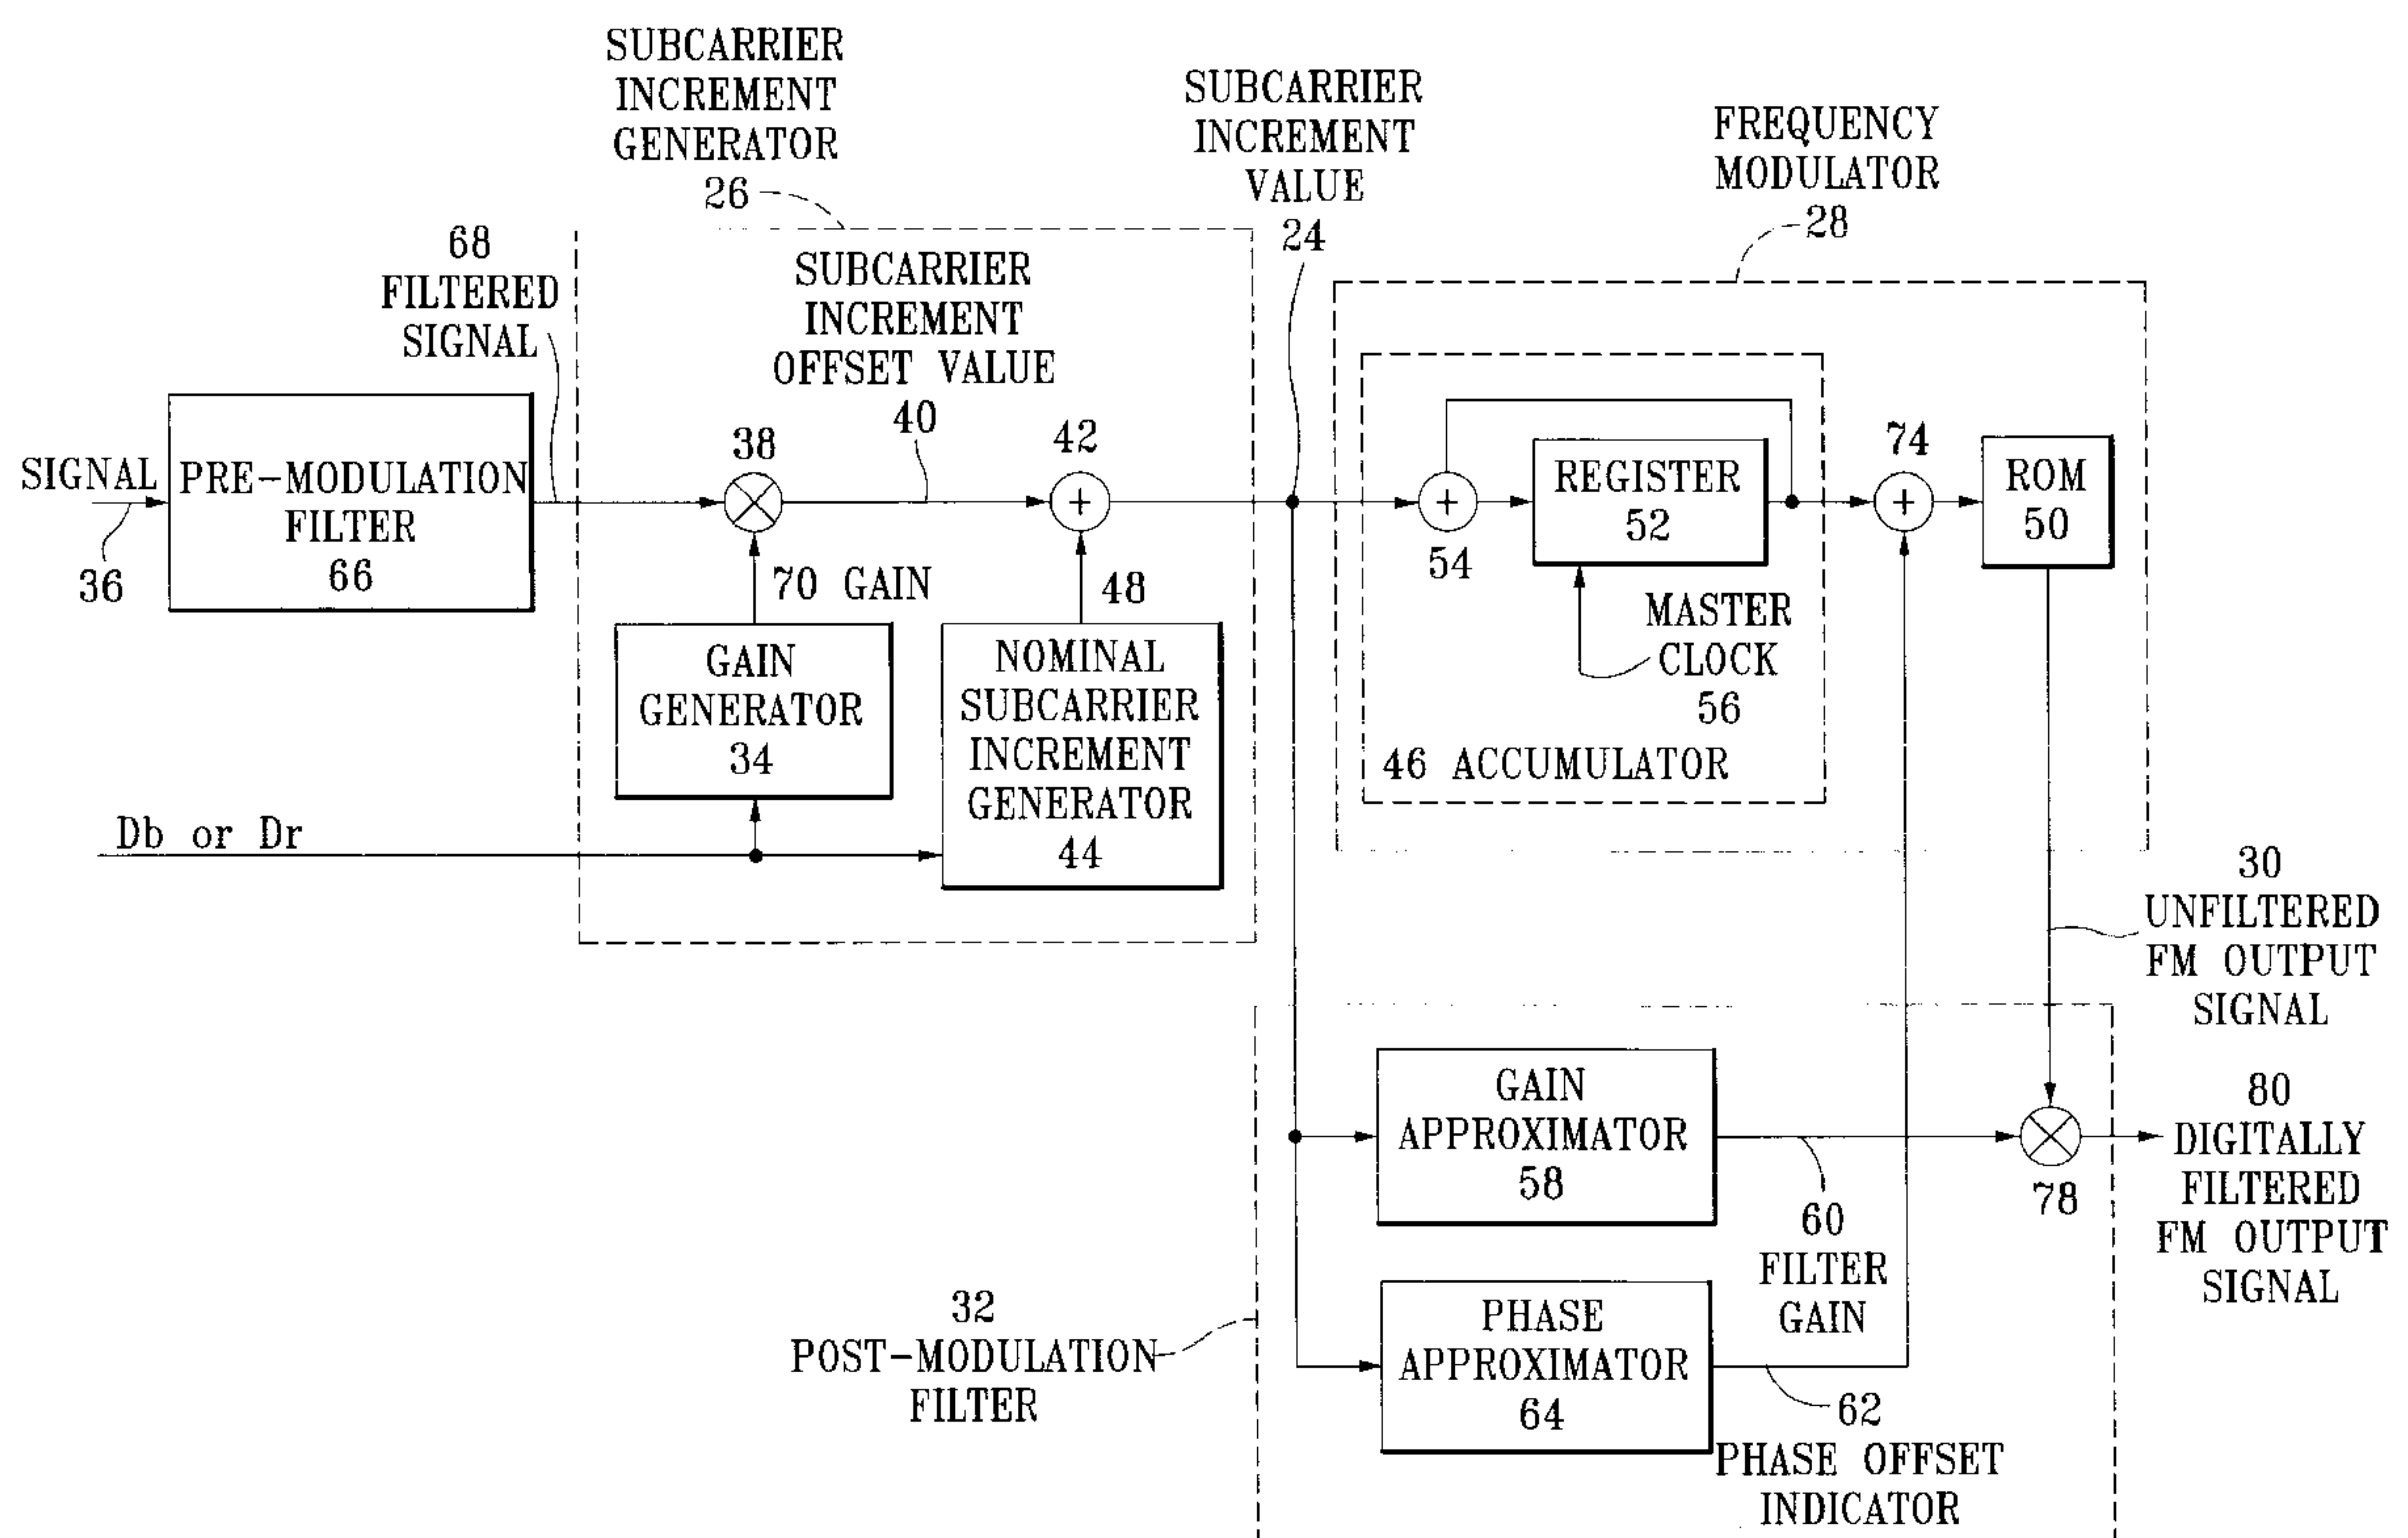 SUBCARRIER
INCREMENT
GENERATOR
26
SUBCARRIER
INCREMENT
VALUE
24
FREQUENCY
MODULATOR
28
68
FILTERED
SIGNAL
SUBCARRIER
INCREMENT
OFFSET VALUE
40
SIGNAL
36
PRE-MODULATION
FILTER
66
38
42
70 GAIN
48
GAIN
GENERATOR
34
NOMINAL
SUBCARRIER
INCREMENT
GENERATOR
44
Db or Dr
54
REGISTER
52
MASTER
CLOCK
56
46 ACCUMULATOR
74
ROM
50
30
UNFILTERED
FM OUTPUT
SIGNAL
GAIN
APPROXIMATOR
58
60
FILTER
GAIN
78
80
DIGITALLY
FILTERED
FM OUTPUT
SIGNAL
32
POST-MODULATION
FILTER
PHASE
APPROXIMATOR
64
62
PHASE OFFSET
INDICATOR